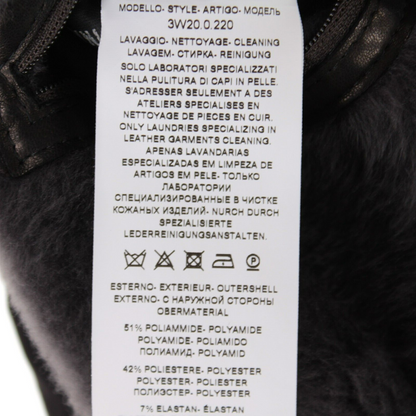 MODELLO- STYLE- ARTIGO- МОДЕЛЬ
3W20.0.220
LAVAGGIO- NETTOYAGE- CLEANING
LAVAGEM- СТИРКА- REINIGUNG
SOLO LABORATORI SPECIALIZZATI
NELLA PULITURA DI CAPI IN PELLE.
S'ADRESSER SEULEMENT A DES
ATELIERS SPECIALISES EN
NETTOYAGE DE PIECES EN CUIR.
ONLY LAUNDRIES SPECIALIZING IN
LEATHER GARMENTS CLEANING.
APENAS LAVANDARIAS
ESPECIALIZADAS EM LIMPEZA DE
ARTIGOS EM PELE- ТОЛЬКО
ЛАБОРАТОРИИ
СПЕЦИАЛИЗИРОВАННЫЕ В ЧИСТКЕ
КОЖАНЫХ ИЗДЕЛИЙ- NUR DURCH
SPEZIALISIERTE
LEDERREINIGUNGSANSTALTEN.
ESTERNO- EXTERIEUR- OUTERSHELL
EXTERNO- С НАРУЖНОЙ СТОРОНЫ
OBERMATERIAL
51% POLIAMMIDE- POLYAMIDE
POLYAMIDE- POLIAMIDO
ПОЛИАМИД- POLYAMID
42% POLIESTERE- POLYESTER
POLYESTER- POLIESTER
ПОЛИЭСТЕР- POLYESTER
7% ELASTAN- ÉLASTAN